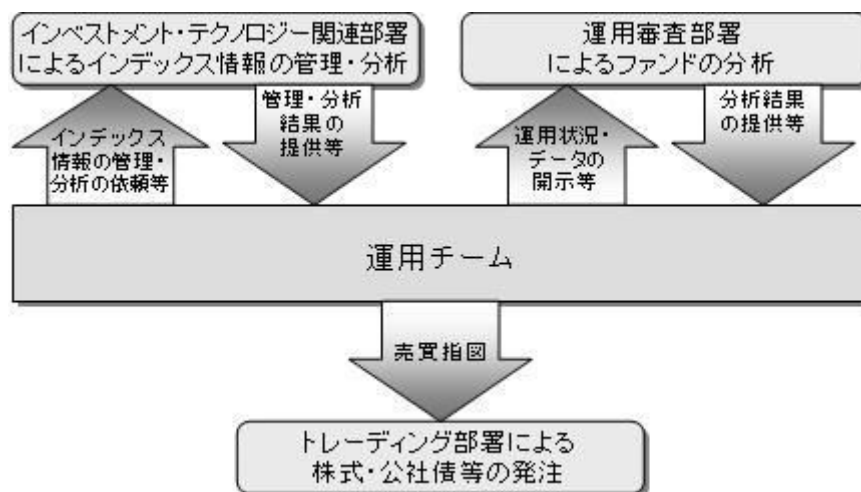 インベストメント・テクノロジー関連部署
によるインデックス情報の管理・分析
運用審査部署
によるファンドの分析
インデックス
情報の管理・
分析の依頼等
管理・分析
結果の
提供等
運用状況・
データの
開示等
分析結果
の提供等
運用チーム
売買指図
トレーディング部署による
株式・公社債等の発注